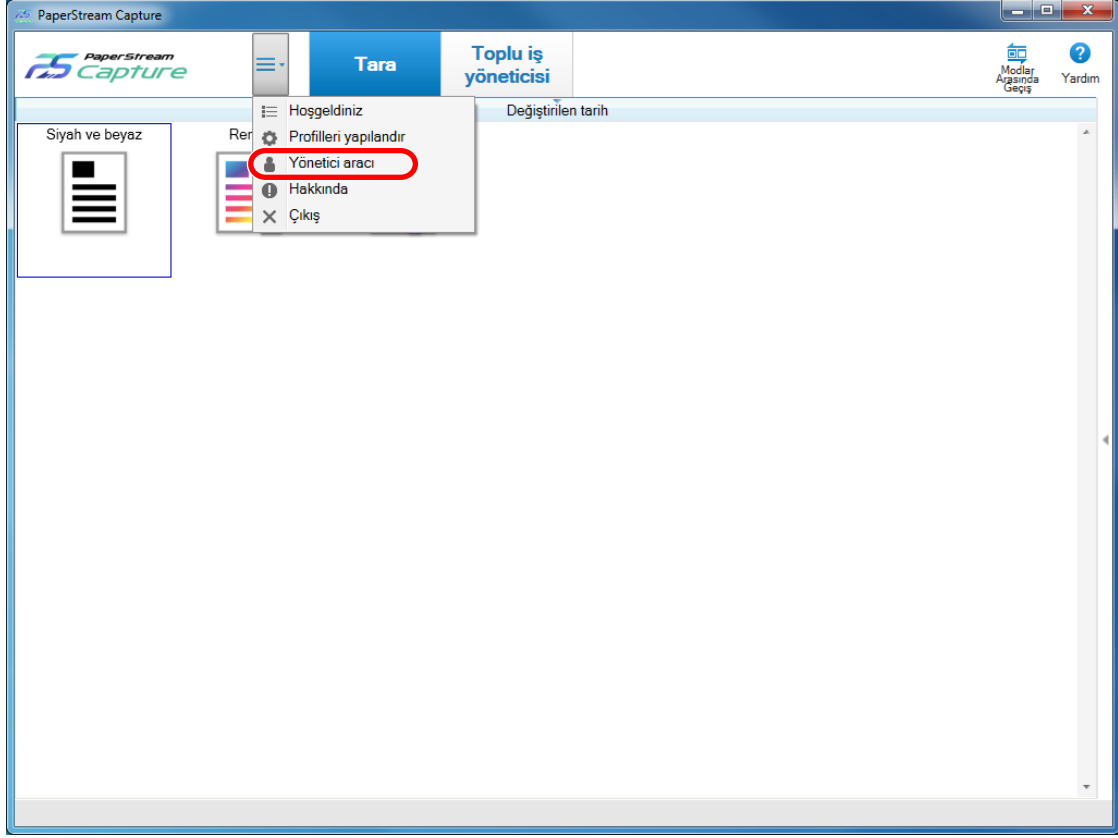 PaperStream Capture
PaperStream
Capture
Tara
Toplu iş
yöneticisi
Modlar
Arasında
Geçiş
Yardım
Değiştirilen tarih
Hoşgeldiniz
Profilleri yapılandır
Yönetici aracı
Hakkında
Çıkış
Siyah ve beyaz